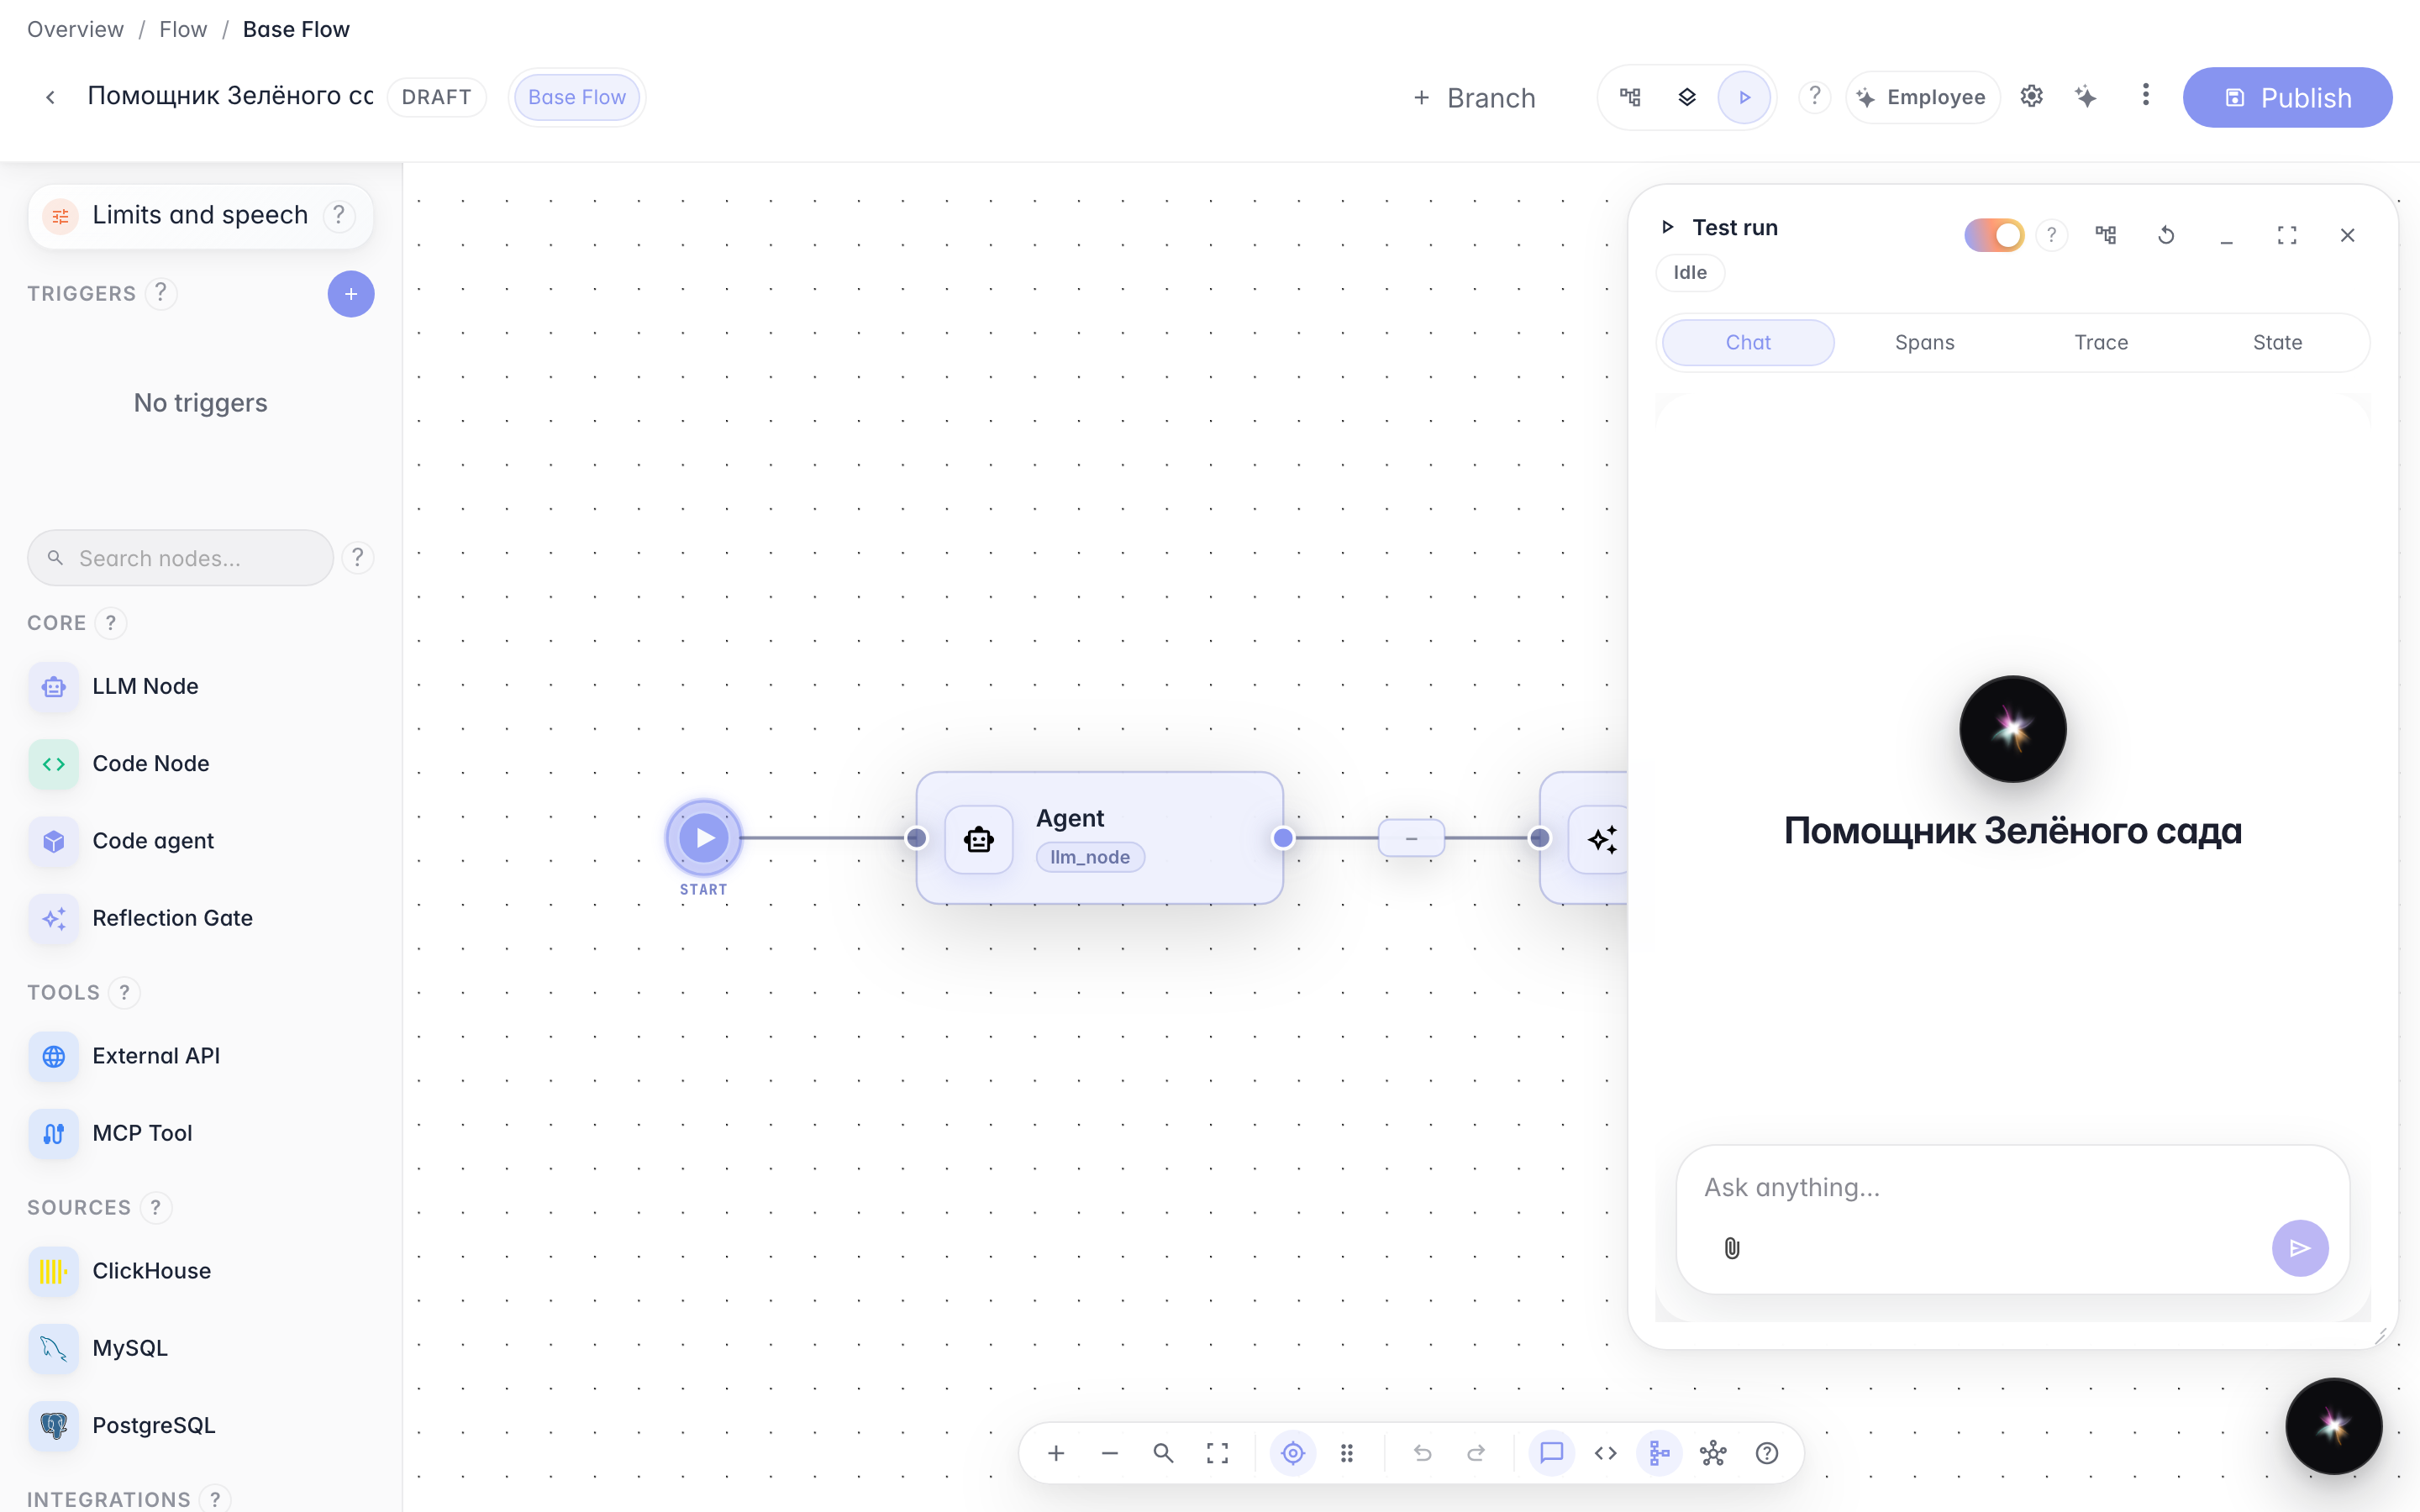 Overview / Flow / Base Flow
Помощник Зелёного са
DRAFT
Base Flow
+ Branch
?
Employee
Publish
Limits and speech ?
TRIGGERS ?
+
No triggers
Search nodes... ?
CORE ?
LLM Node
Code Node
Code agent
Reflection Gate
TOOLS ?
External API
MCP Tool
SOURCES ?
ClickHouse
MySQL
PostgreSQL
INTEGRATIONS ?
START
Agent
llm_node
–
Test run
?
Idle
Chat
Spans
Trace
State
Помощник Зелёного сада
Ask anything...